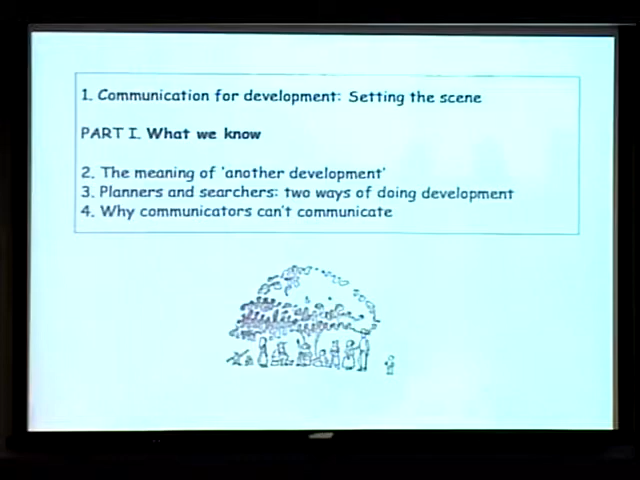 1. Communication for development: Setting the scene
PART I. What we know
2. The meaning of 'another development'
3. Planners and searchers: two ways of doing development
4. Why communicators can't communicate